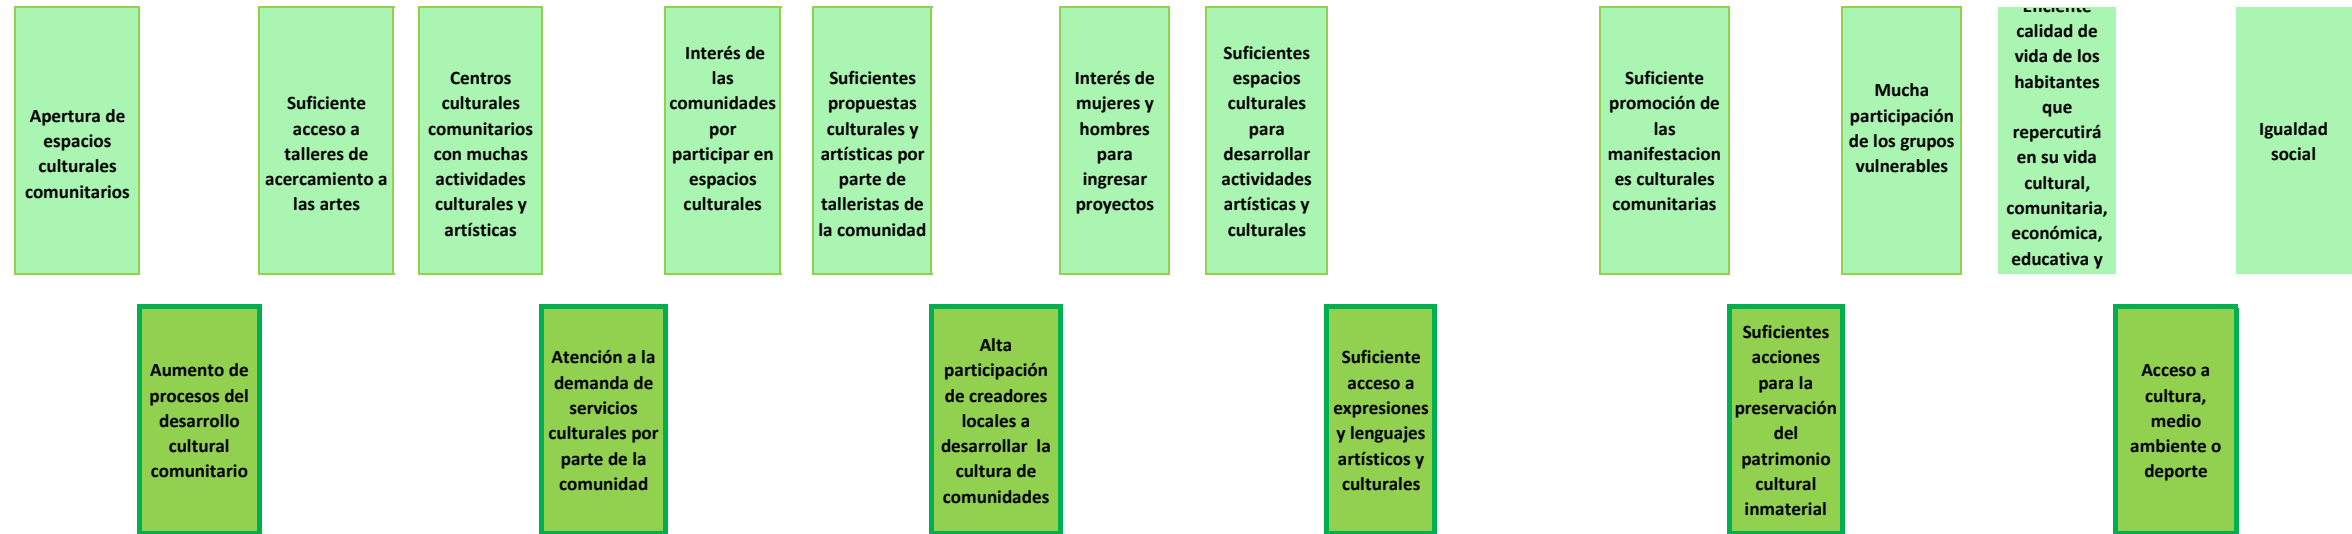 Apertura de
espacios
culturales
comunitarios
Suficiente
acceso a
talleres de
acercamiento a
las artes
Centros
culturales
comunitarios
con muchas
actividades
culturales y
artísticas
Interés de
las
comunidades
por
participar en
espacios
culturales
Suficientes
propuestas
culturales y
artísticas por
parte de
talleristas de
la comunidad
Interés de
mujeres y
hombres
para
ingresar
proyectos
Suficientes
espacios
culturales
para
desarrollar
actividades
artísticas y
culturales
Suficiente
promoción de
las
manifestacion
es culturales
comunitarias
Mucha
participación
de los grupos
vulnerables
Eficiente
calidad de
vida de los
habitantes
que
repercutirá
en su vida
cultural,
comunitaria,
económica,
educativa y
Igualdad
social
Aumento de
procesos del
desarrollo
cultural
comunitario
Atención a la
demanda de
servicios
culturales por
parte de la
comunidad
Alta
participación
de creadores
locales a
desarrollar la
cultura de
comunidades
Suficiente
acceso a
expresiones
y lenguajes
artísticos y
culturales
Suficientes
acciones
para la
preservación
del
patrimonio
cultural
inmaterial
Acceso a
cultura,
medio
ambiente o
deporte